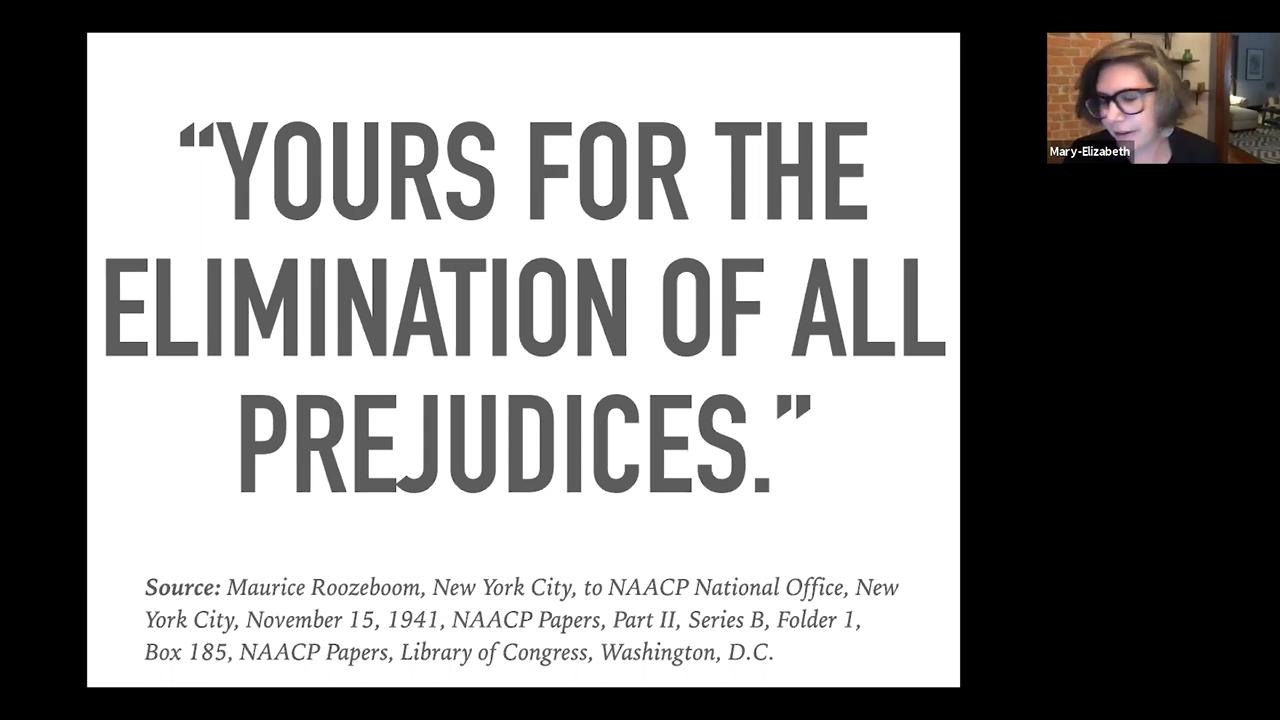 “YOURS FOR THE
ELIMINATION OF ALL
PREJUDICES.”
Source: Maurice Roozeboom, New York City, to NAACP National Office, New
York City, November 15, 1941, NAACP Papers, Part II, Series B, Folder 1,
Box 185, NAACP Papers, Library of Congress, Washington, D.C.
Mary-Elizabeth